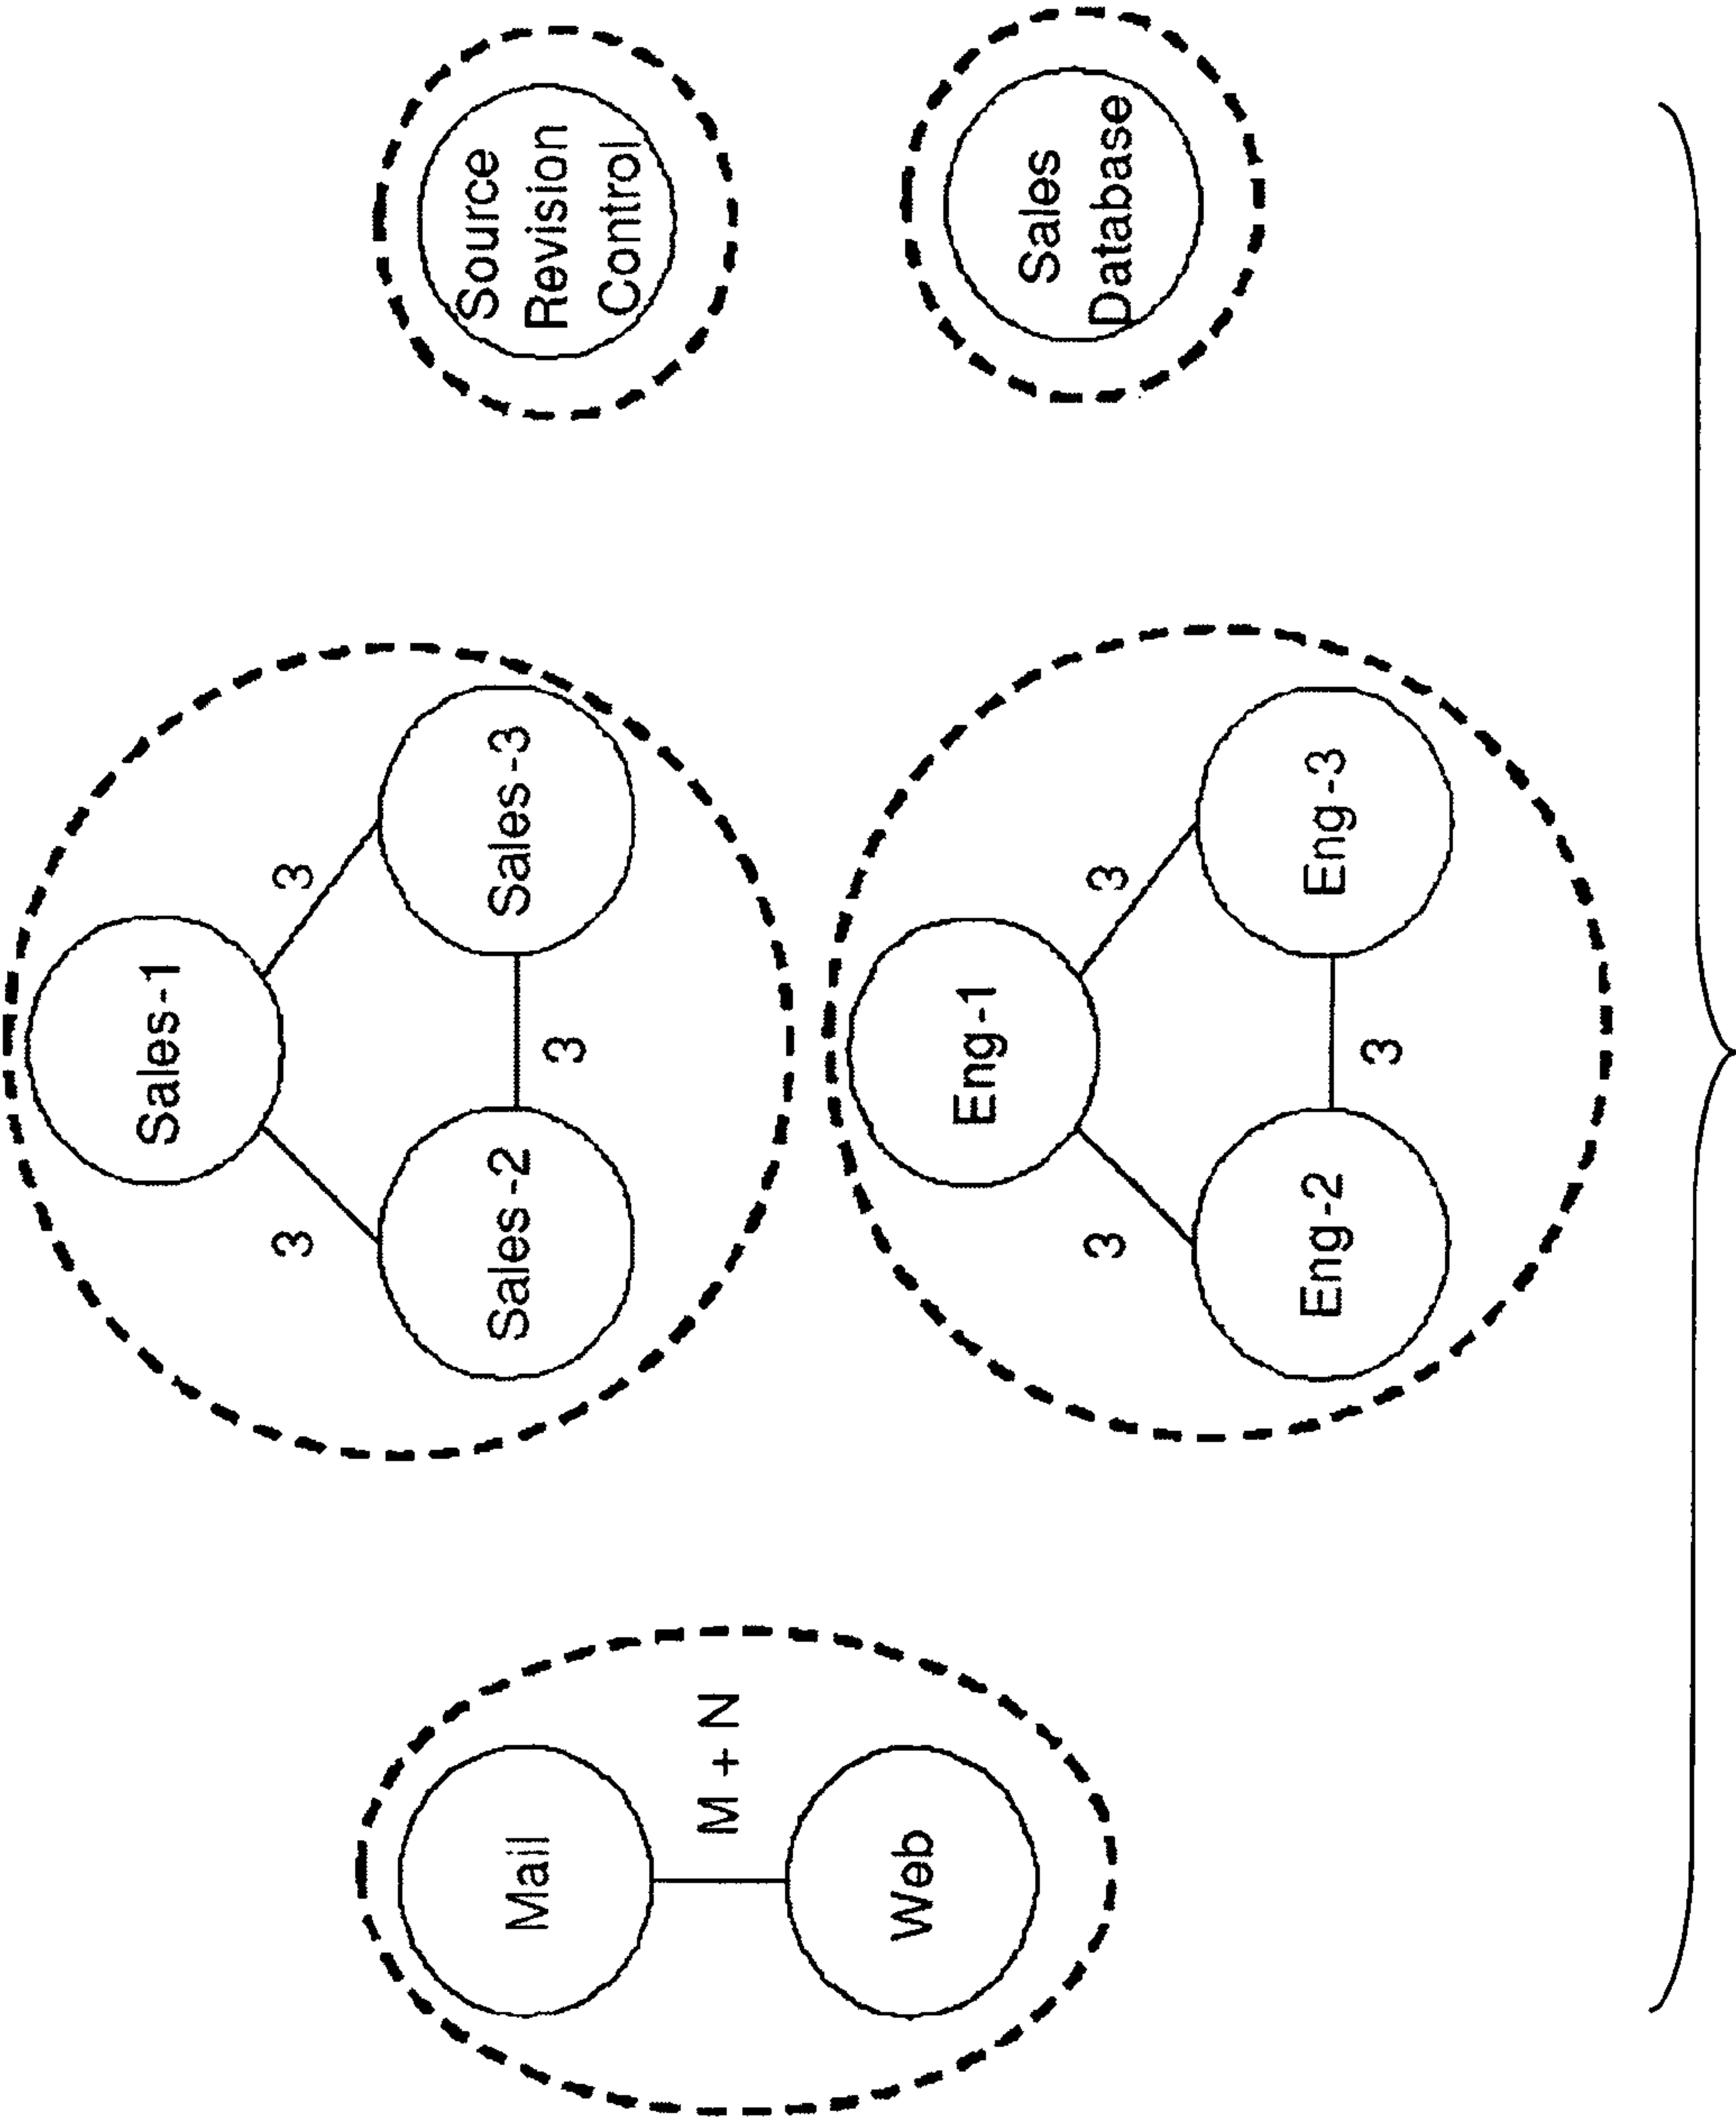 Mail
M + N
Web
Sales-1
3
3
Sales-2
Sales-3
3
Eng-1
3
3
Eng-2
Eng-3
3
Source
Revision
Control
Sales
Database